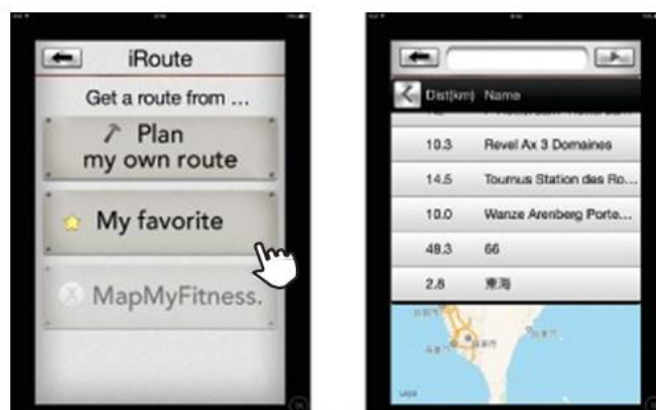 iRoute
Get a route from ...
Plan
my own route
My favorite
MapMyFitness.
Dist(km) Name
10.3 Revel Ax 3 Domaines
14.5 Tournus Station des Ro...
10.0 Wanze Arenberg Porte...
48.3 66
2.8 東海
Legal